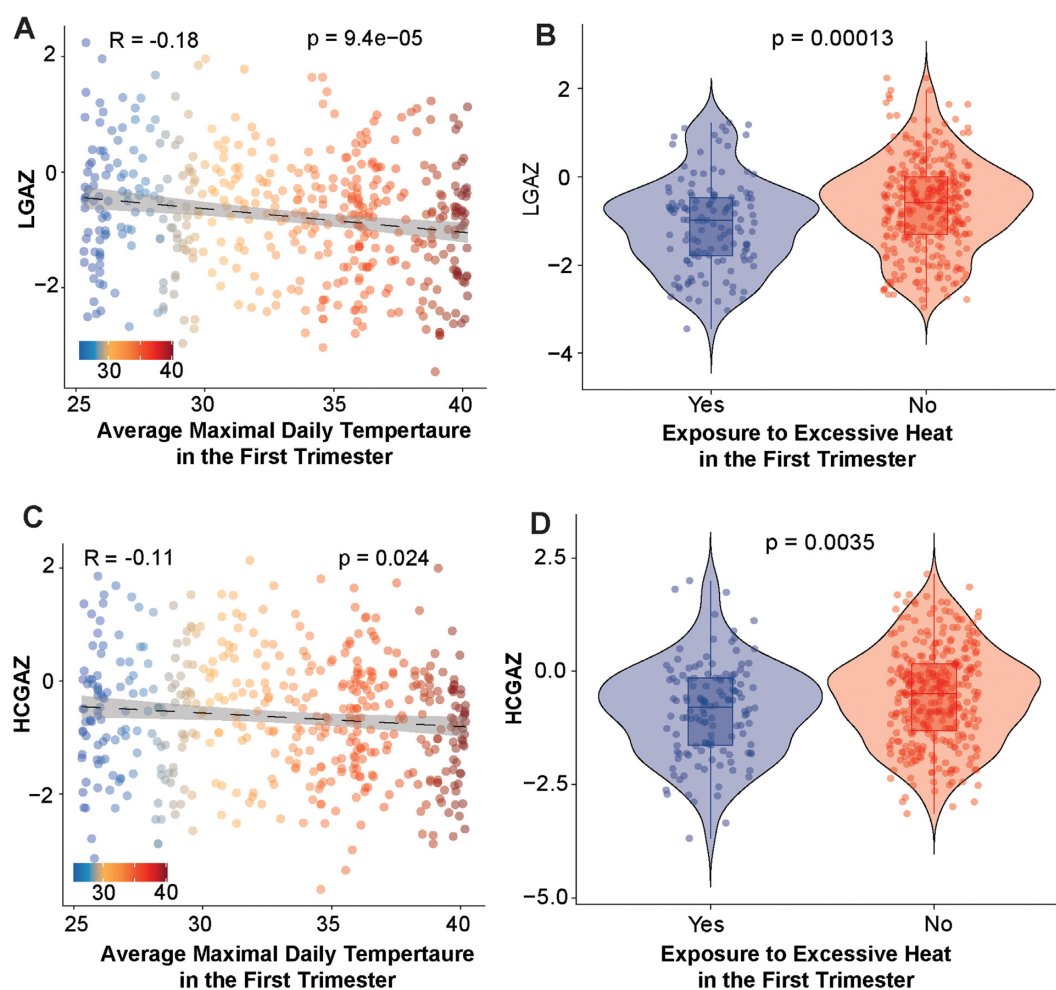 A
R = -0.18
p = 9.4e−05
2
0
−2
LGAZ
30 40
25 30 35 40
Average Maximal Daily Tempertaure
in the First Trimester
B
p = 0.00013
2
0
−2
−4
LGAZ
Yes No
Exposure to Excessive Heat
in the First Trimester
C
R = -0.11
p = 0.024
2
0
−2
HCGAZ
30 40
25 30 35 40
Average Maximal Daily Tempertaure
in the First Trimester
D
p = 0.0035
2.5
0.0
−2.5
−5.0
HCGAZ
Yes No
Exposure to Excessive Heat
in the First Trimester